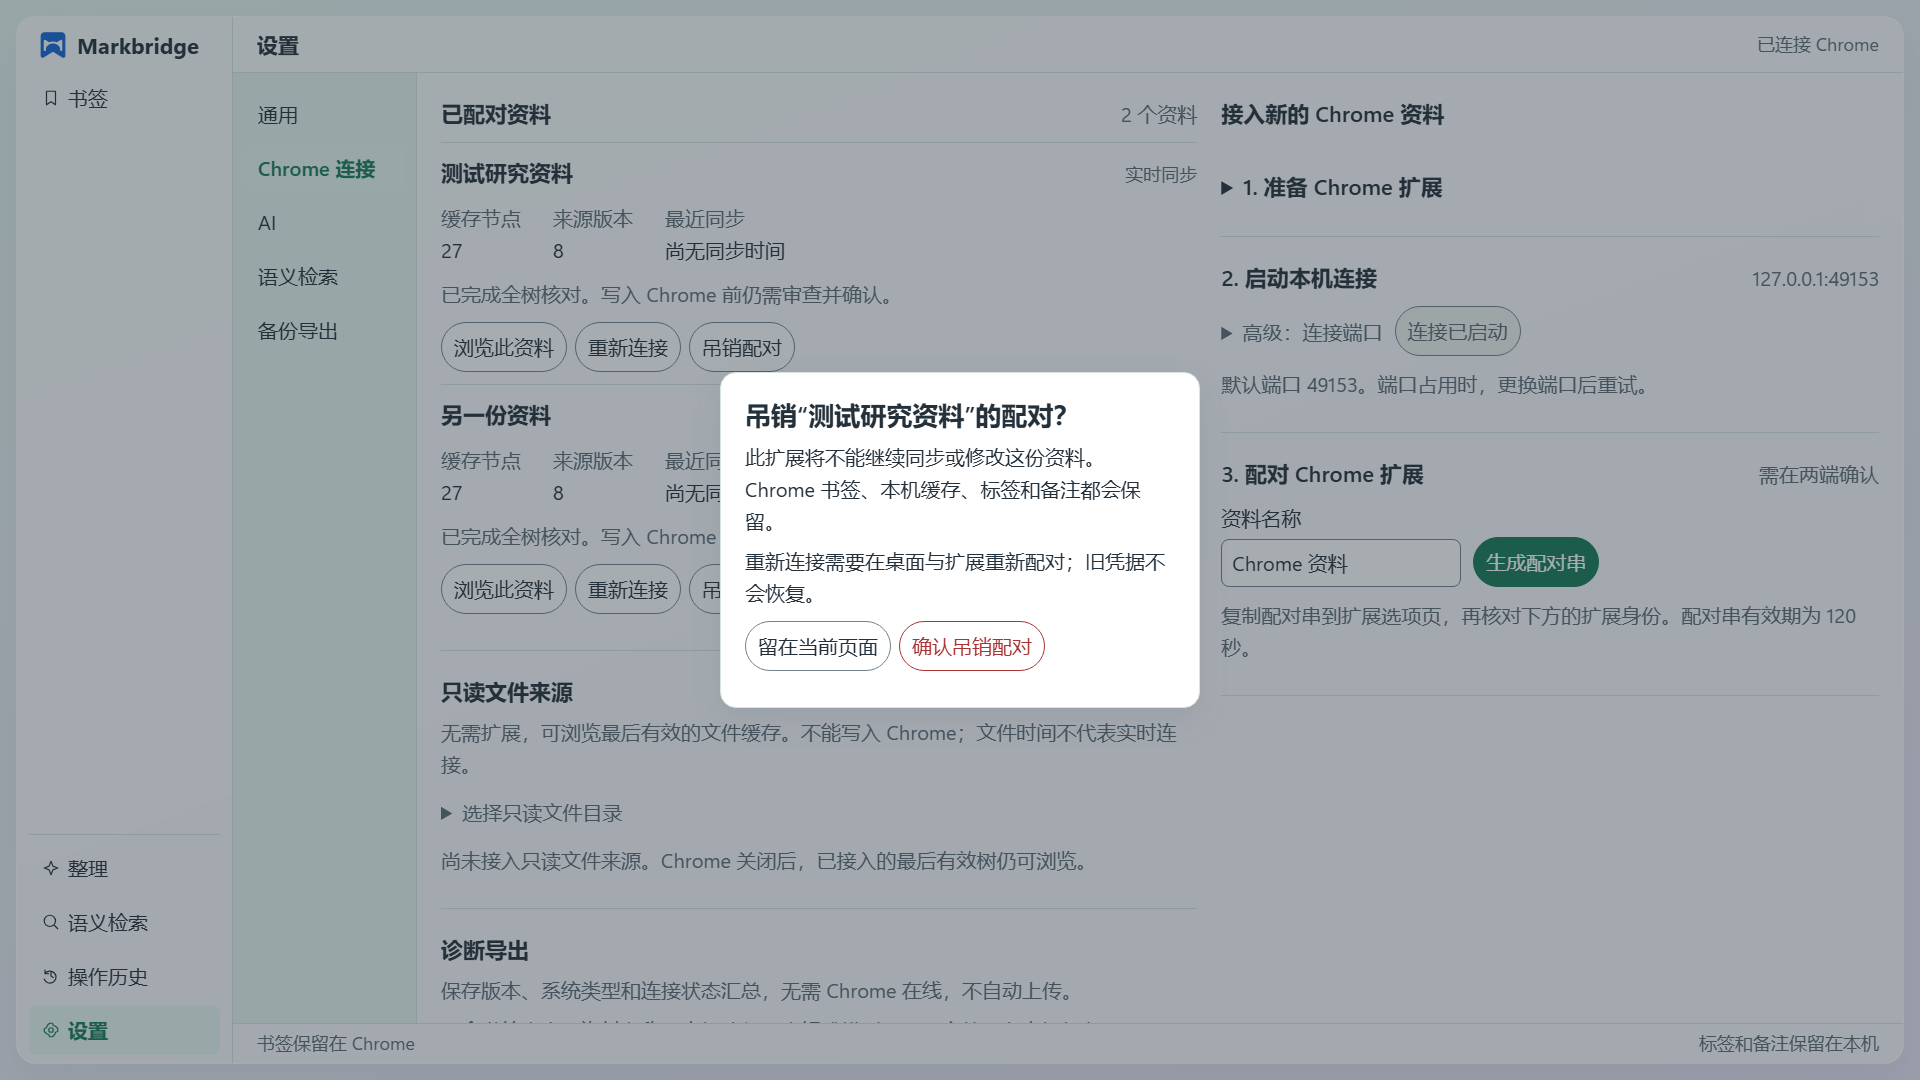 Markbridge
设置
已连接 Chrome
书签
通用
Chrome 连接
AI
语义检索
备份导出
已配对资料
2 个资料
测试研究资料
实时同步
缓存节点 来源版本 最近同步
27 8 尚无同步时间
已完成全树核对。写入 Chrome 前仍需审查并确认。
浏览此资料 重新连接 吊销配对
另一份资料
缓存节点 来源版本 最近同
27 8 尚无同
已完成全树核对。写入 Chrome
浏览此资料 重新连接 吊
吊销“测试研究资料”的配对?
此扩展将不能继续同步或修改这份资料。
Chrome 书签、本机缓存、标签和备注都会保
留。
重新连接需要在桌面与扩展重新配对；旧凭据不
会恢复。
留在当前页面 确认吊销配对
只读文件来源
无需扩展，可浏览最后有效的文件缓存。不能写入 Chrome；文件时间不代表实时连
接。
选择只读文件目录
尚未接入只读文件来源。Chrome 关闭后，已接入的最后有效树仍可浏览。
诊断导出
保存版本、系统类型和连接状态汇总，无需 Chrome 在线，不自动上传。
接入新的 Chrome 资料
1. 准备 Chrome 扩展
2. 启动本机连接
127.0.0.1:49153
高级：连接端口
连接已启动
默认端口 49153。端口占用时，更换端口后重试。
3. 配对 Chrome 扩展
需在两端确认
资料名称
Chrome 资料
生成配对串
复制配对串到扩展选项页，再核对下方的扩展身份。配对串有效期为 120
秒。
整理
语义检索
操作历史
设置
书签保留在 Chrome
标签和备注保留在本机